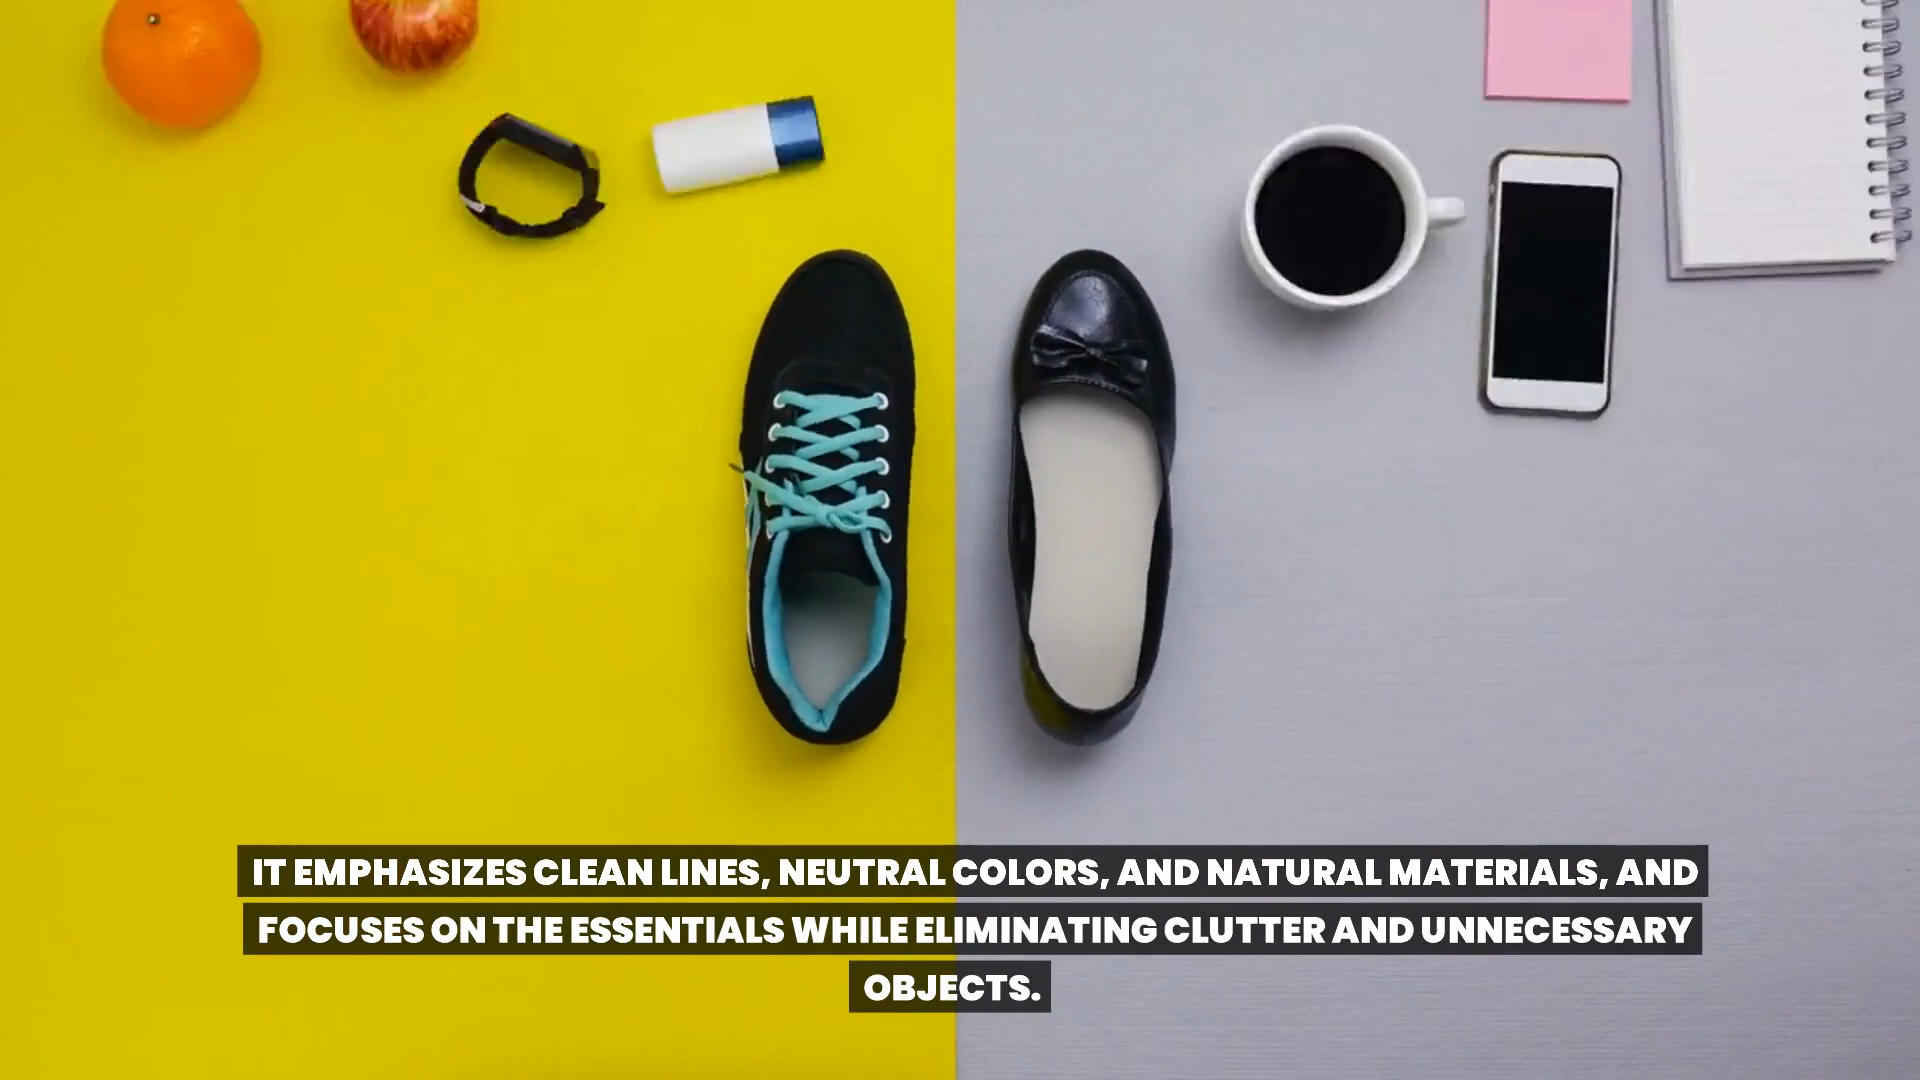 IT EMPHASIZES CLEAN LINES, NEUTRAL COLORS, AND NATURAL MATERIALS, AND
FOCUSES ON THE ESSENTIALS WHILE ELIMINATING CLUTTER AND UNNECESSARY
OBJECTS.